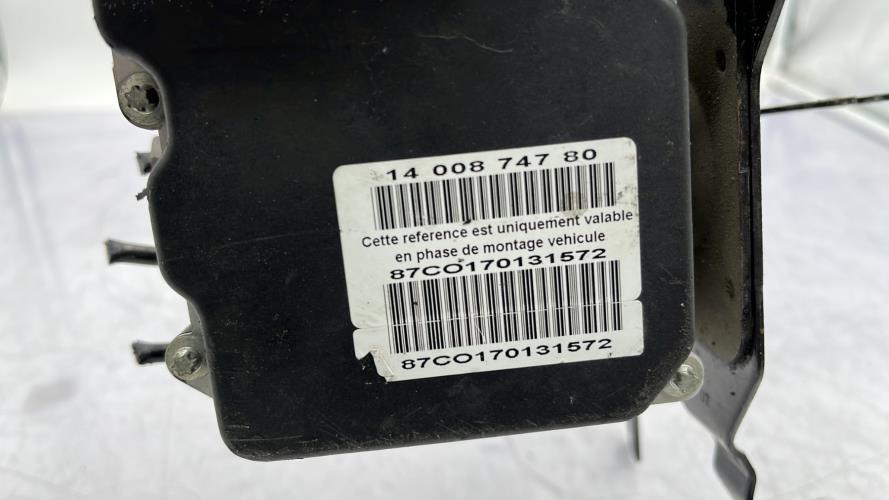 14 008 747 80
Cette reference est uniquement valable
en phase de montage vehicule
87CO170131572
87CO170131572